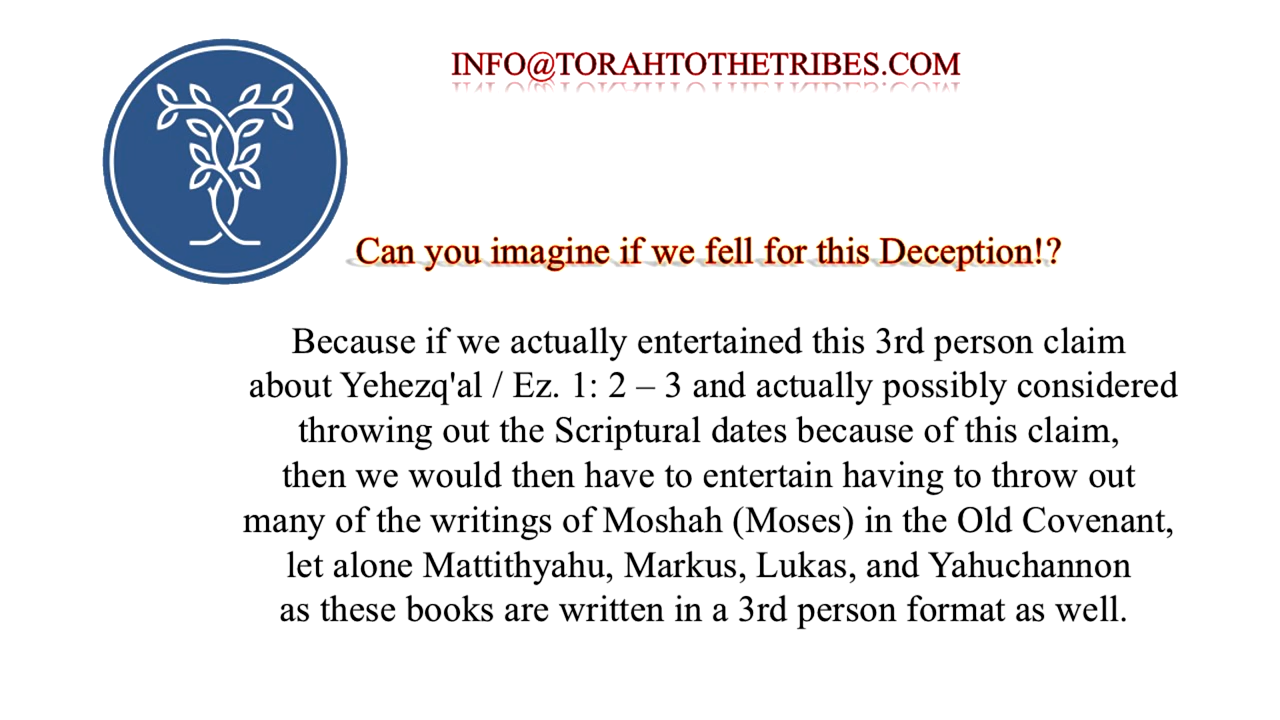 INFO@TORAHTOTHETRIBES.COM
Can you imagine if we fell for this Deception!?
Because if we actually entertained this 3rd person claim
about Yehezq'al / Ez. 1: 2 – 3 and actually possibly considered
throwing out the Scriptural dates because of this claim,
then we would then have to entertain having to throw out
many of the writings of Moshah (Moses) in the Old Covenant,
let alone Mattithyahu, Markus, Lukas, and Yahuchannon
as these books are written in a 3rd person format as well.